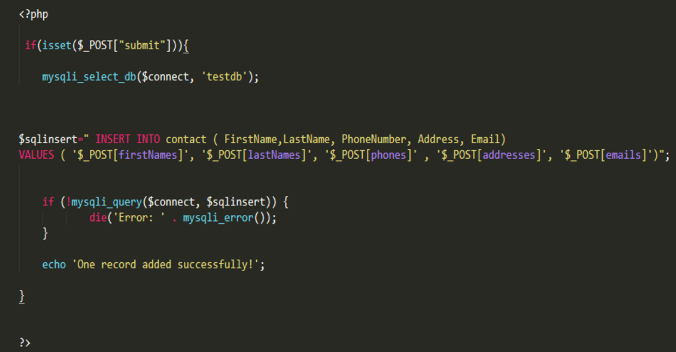 <?php
if(isset($_POST["submit"])){
mysqli_select_db($connect, 'testdb');
$sqlinsert=" INSERT INTO contact ( FirstName,LastName, PhoneNumber, Address, Email)
VALUES ( '$_POST[firstNames]', '$_POST[lastNames]', '$_POST[phones]' , '$_POST[addresses]', '$_POST[emails]')";
if (!mysqli_query($connect, $sqlinsert)) {
die('Error: ' . mysqli_error());
}
echo 'One record added successfully!';
}
?>